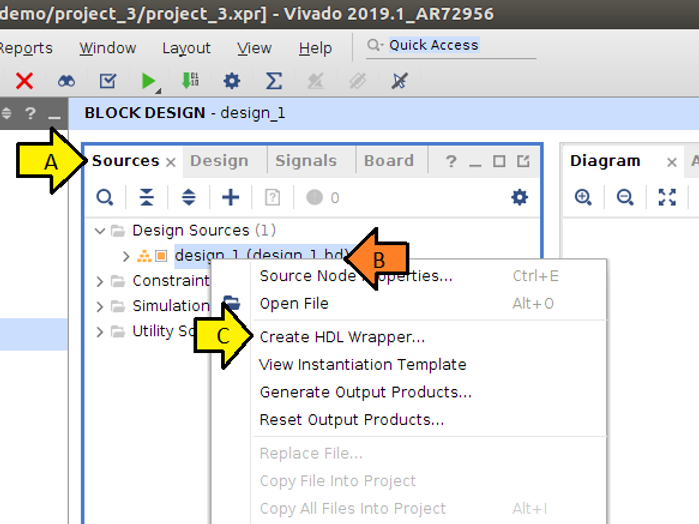 demo/project_3/project_3.xpr] - Vivado 2019.1_AR72956
Reports Window Layout View Help Quick Access
? BLOCK DESIGN - design_1
A Sources Design Signals Board ? Diagram
0
Design Sources (1)
design_1 (design_1.bd) B
Source Node Properties... Ctrl+E
Constraint
Simulation Open File Alt+O
Utility So C Create HDL Wrapper...
View Instantiation Template
Generate Output Products...
Reset Output Products...
Replace File...
Copy File Into Project
Copy All Files Into Project Alt+I